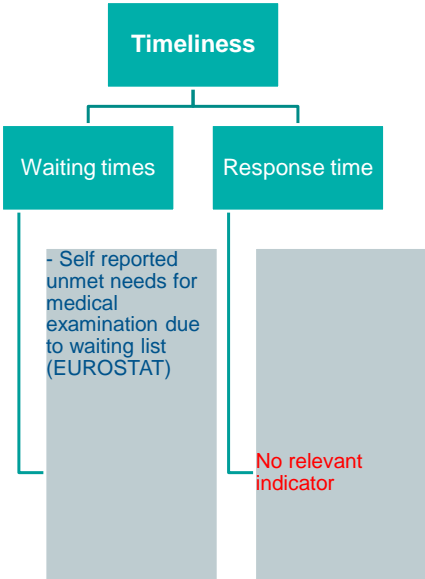 Timeliness
Waiting times
Response time
- Self reported
unmet needs for
medical
examination due
to waiting list
(EUROSTAT)
No relevant
indicator